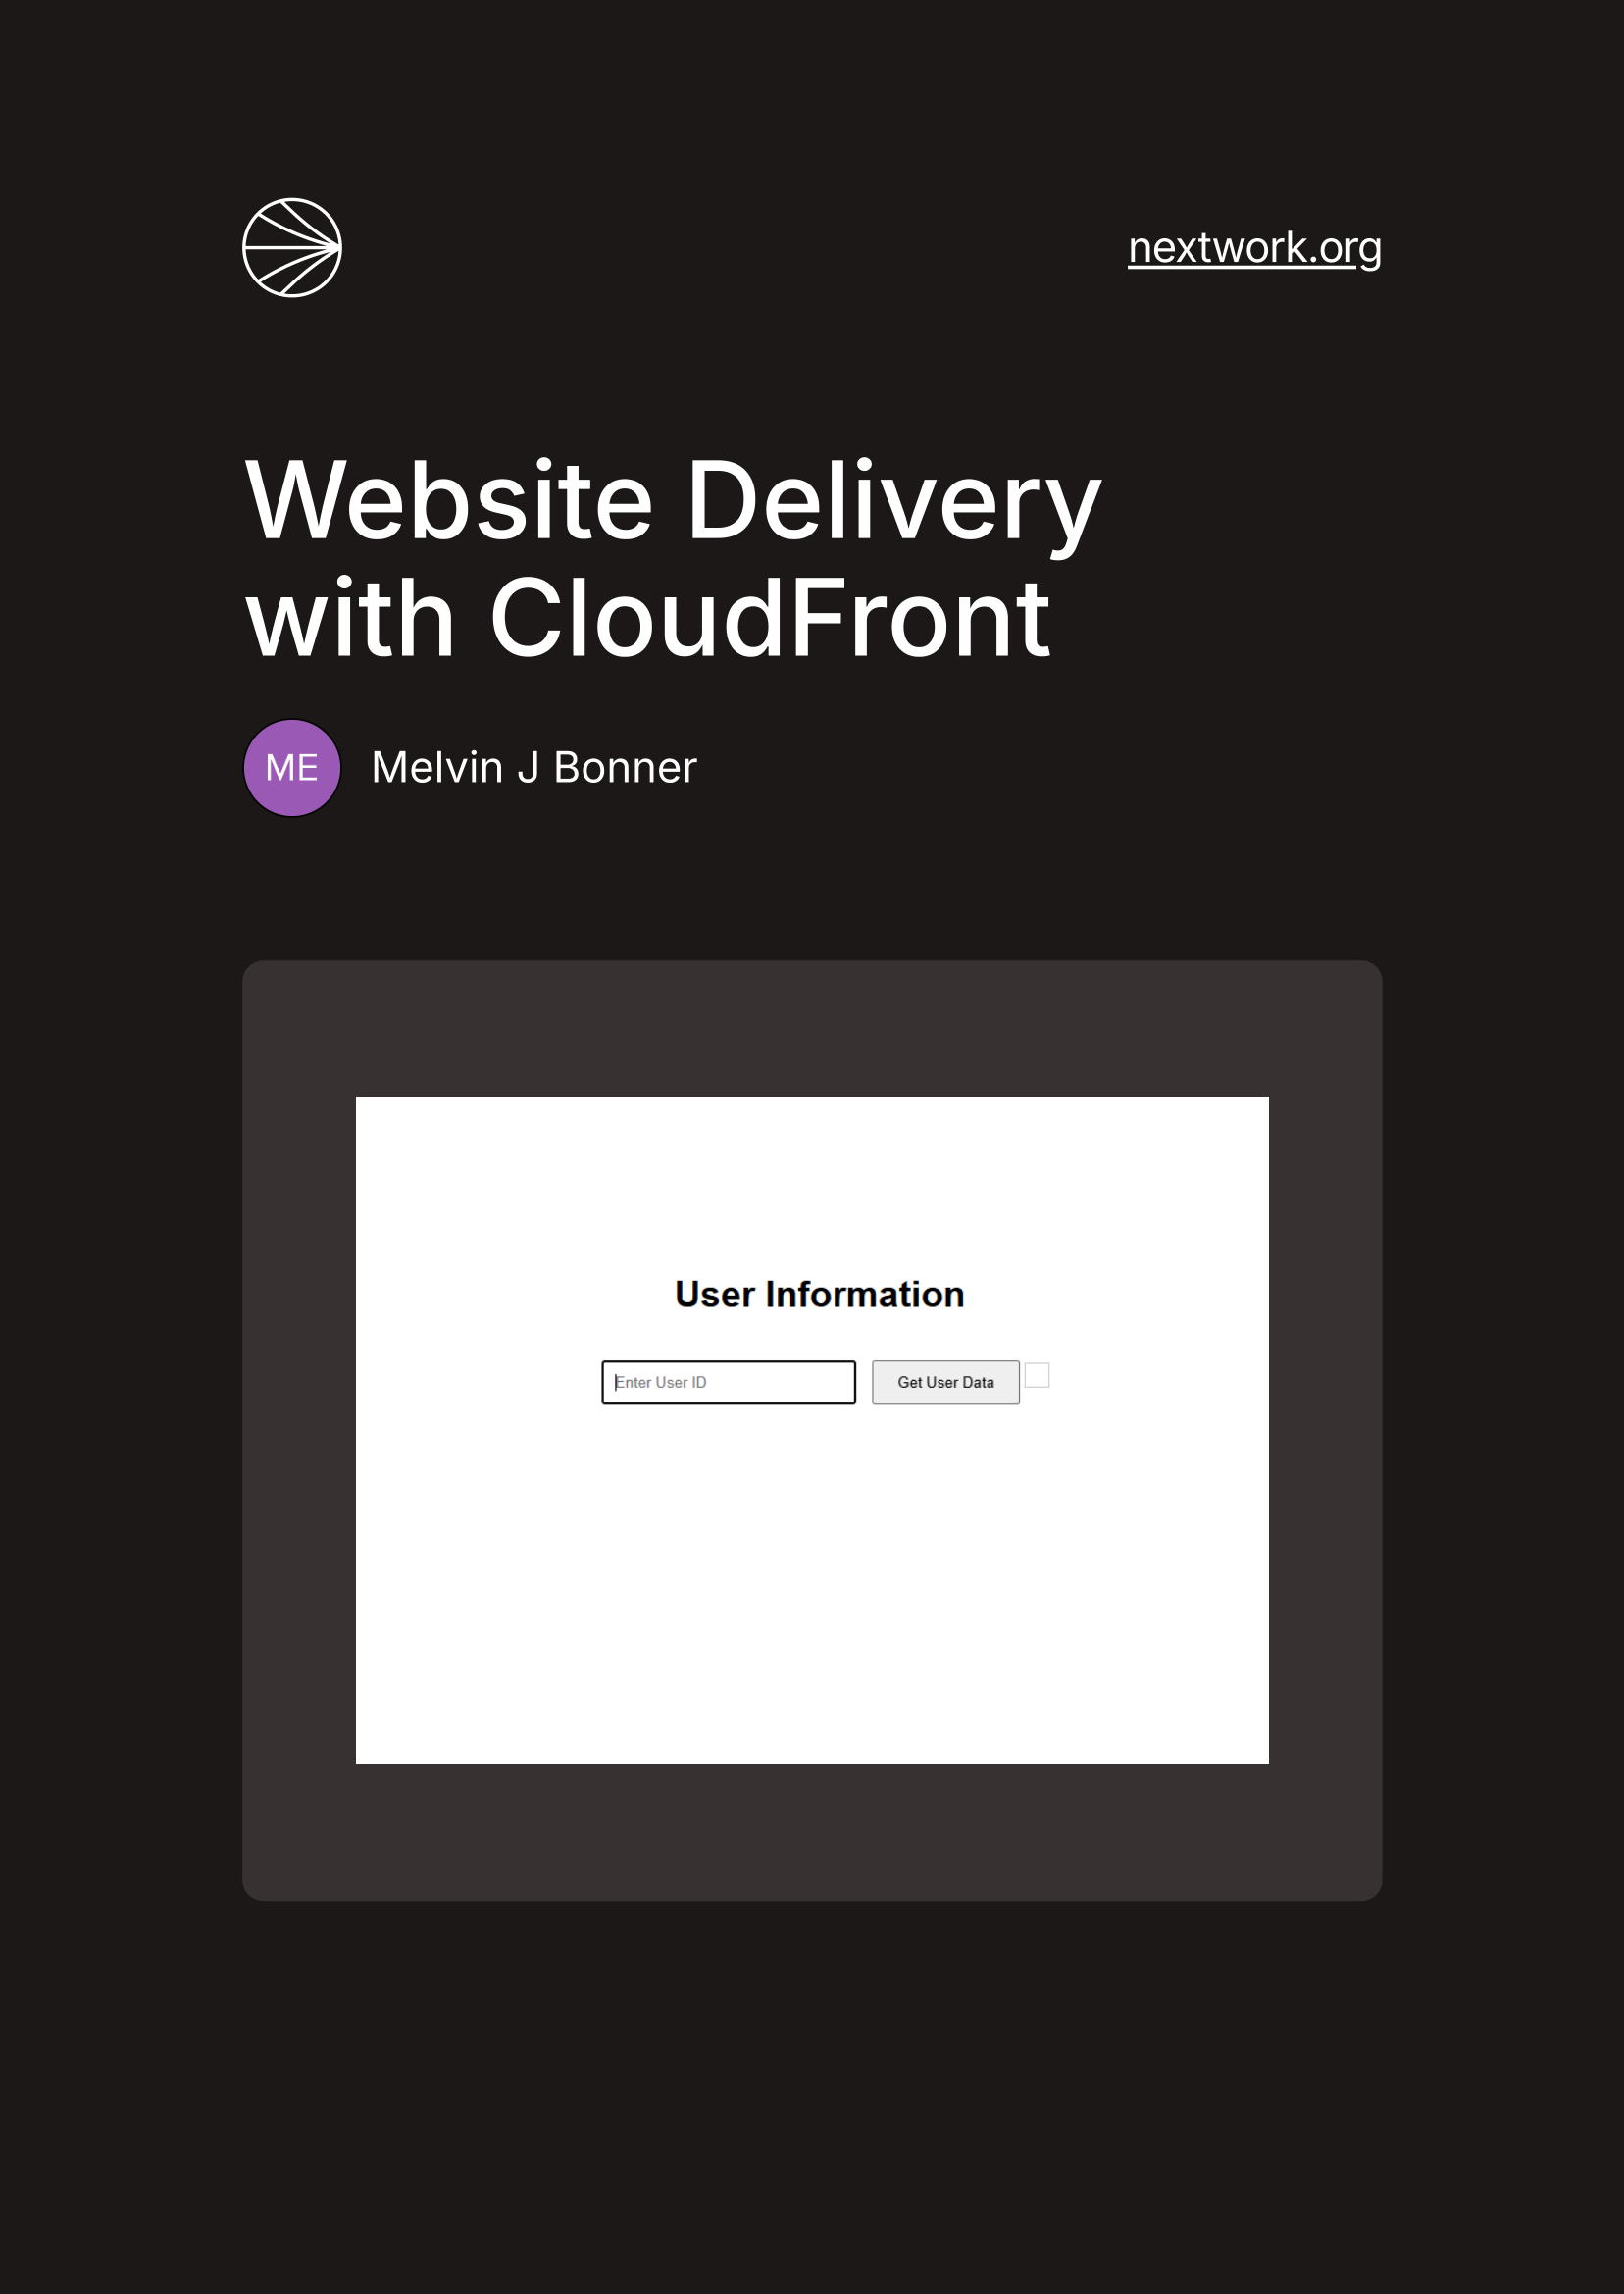 nextwork.org
Website Delivery
with CloudFront
ME
Melvin J Bonner
User Information
Enter User ID
Get User Data